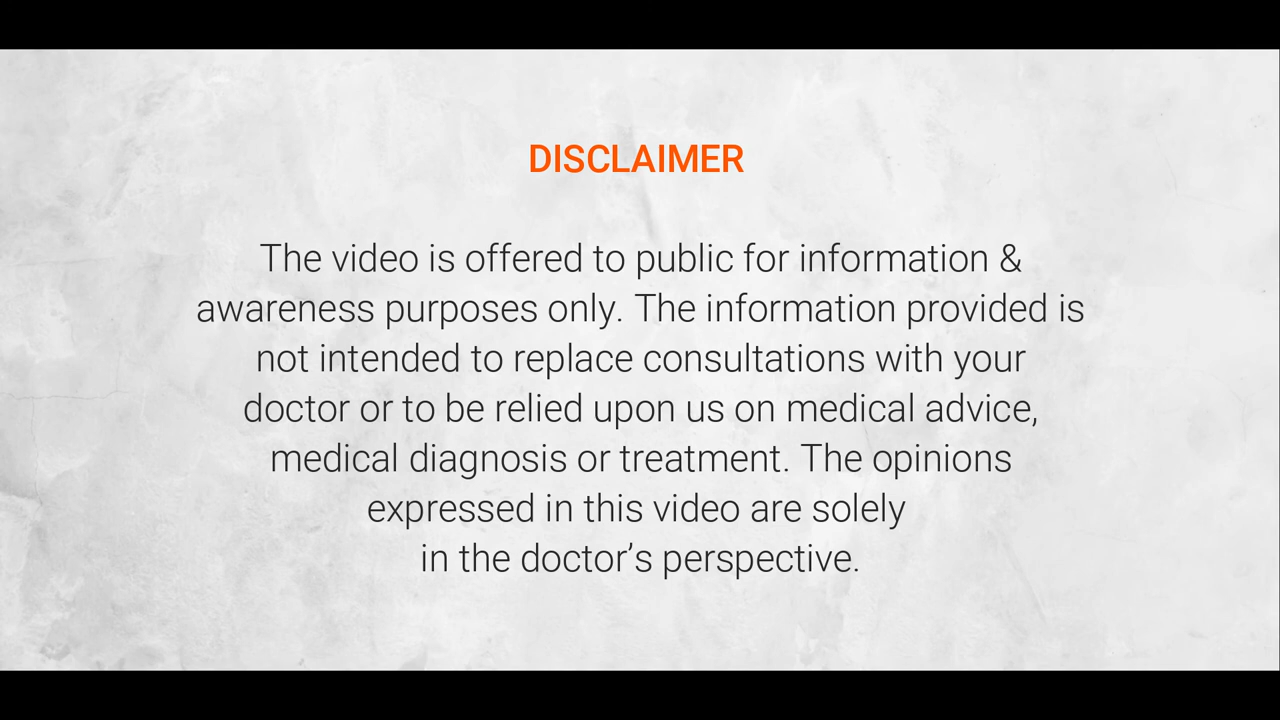 DISCLAIMER
The video is offered to public for information &
awareness purposes only. The information provided is
not intended to replace consultations with your
doctor or to be relied upon us on medical advice,
medical diagnosis or treatment. The opinions
expressed in this video are solely
in the doctor’s perspective.